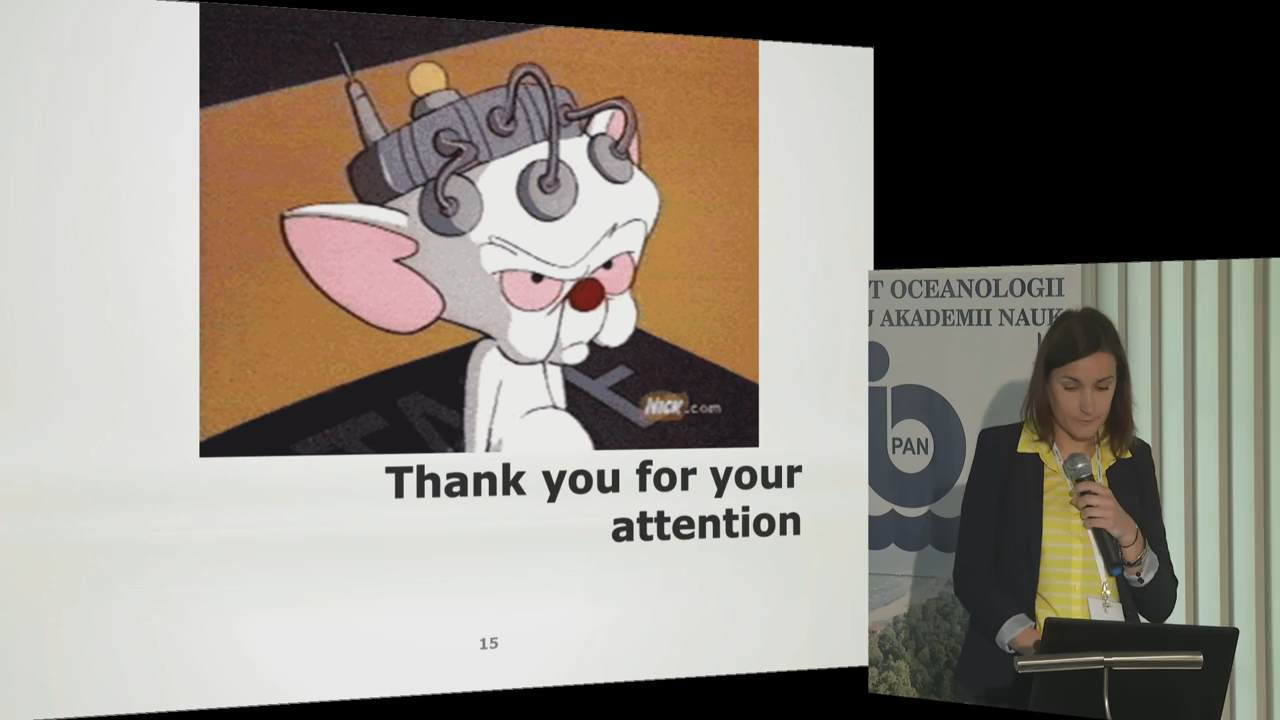 NICK.com
Thank you for your
attention
15
T OCEANOLOGII
J AKADEMII NAUK
PAN